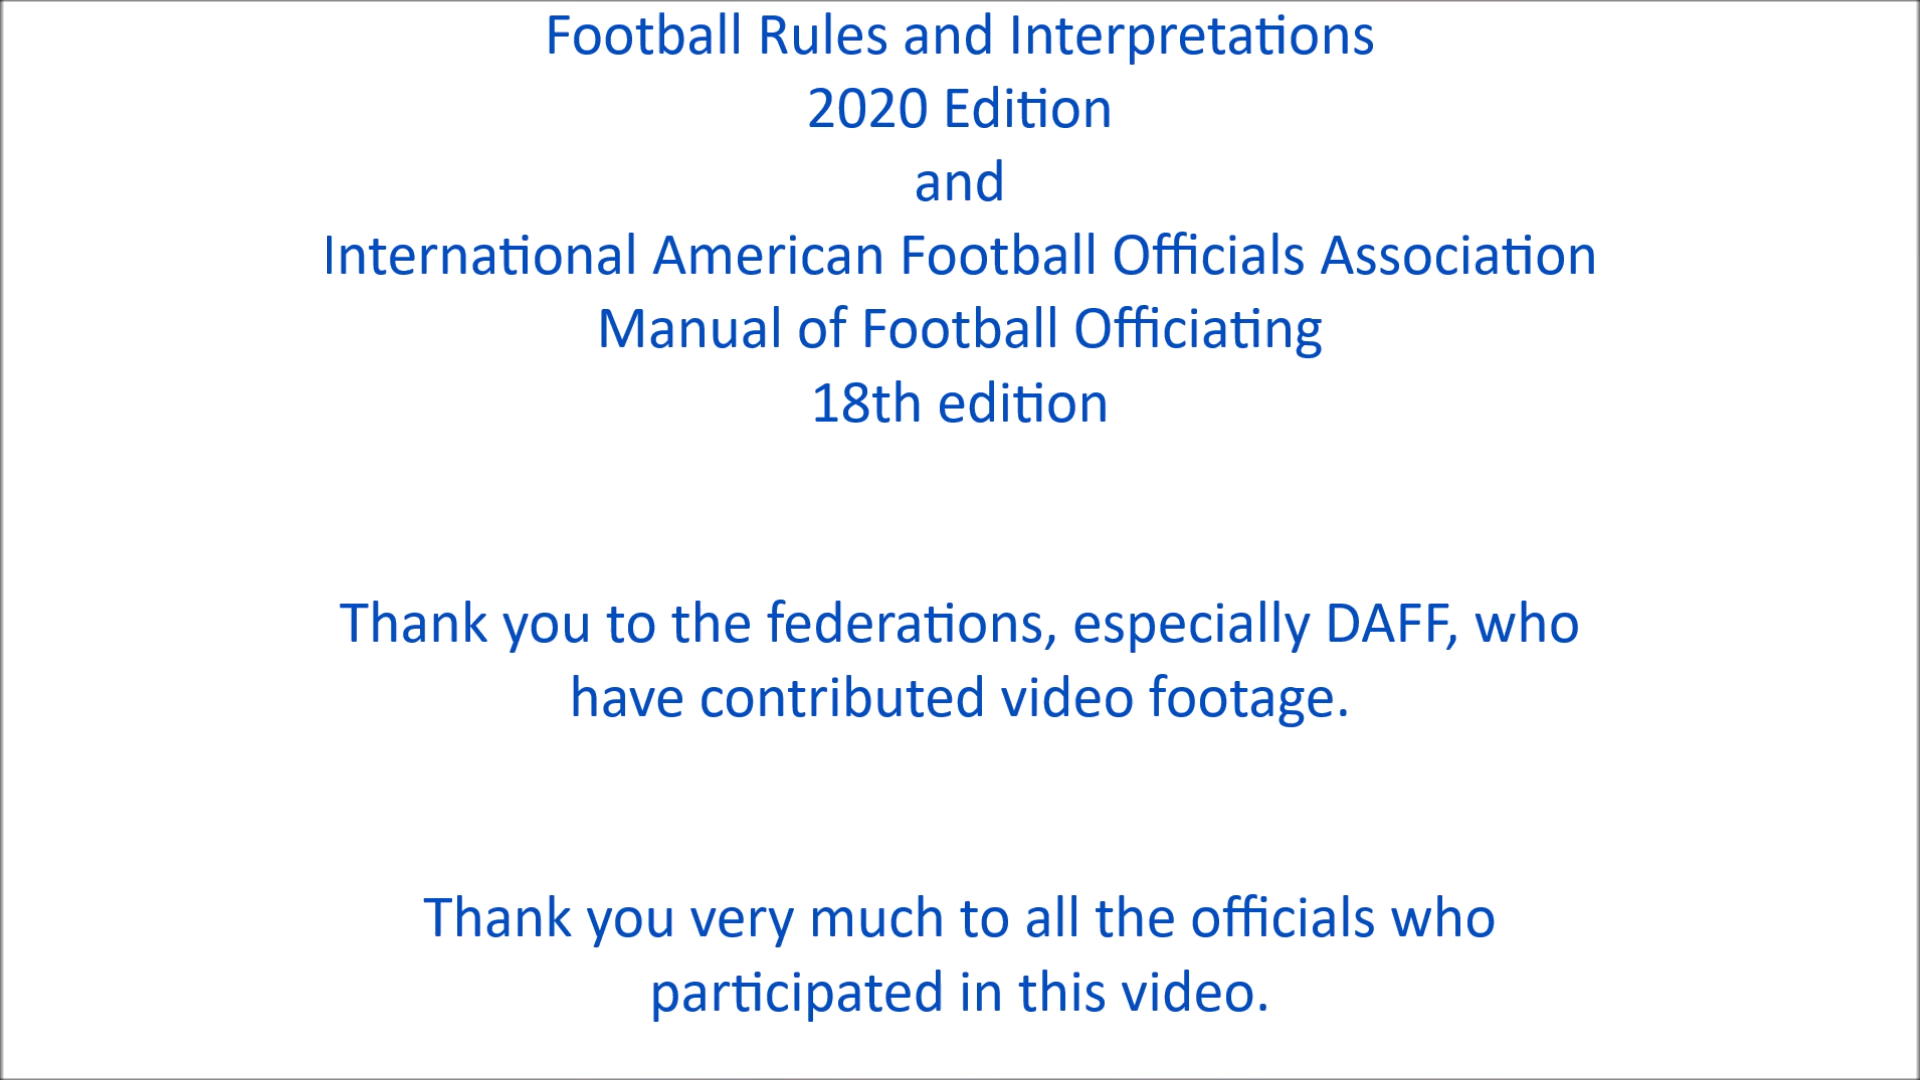 Football Rules and Interpretations
2020 Edition
and
International American Football Officials Association
Manual of Football Officiating
18th edition
Thank you to the federations, especially DAFF, who
have contributed video footage.
Thank you very much to all the officials who
participated in this video.